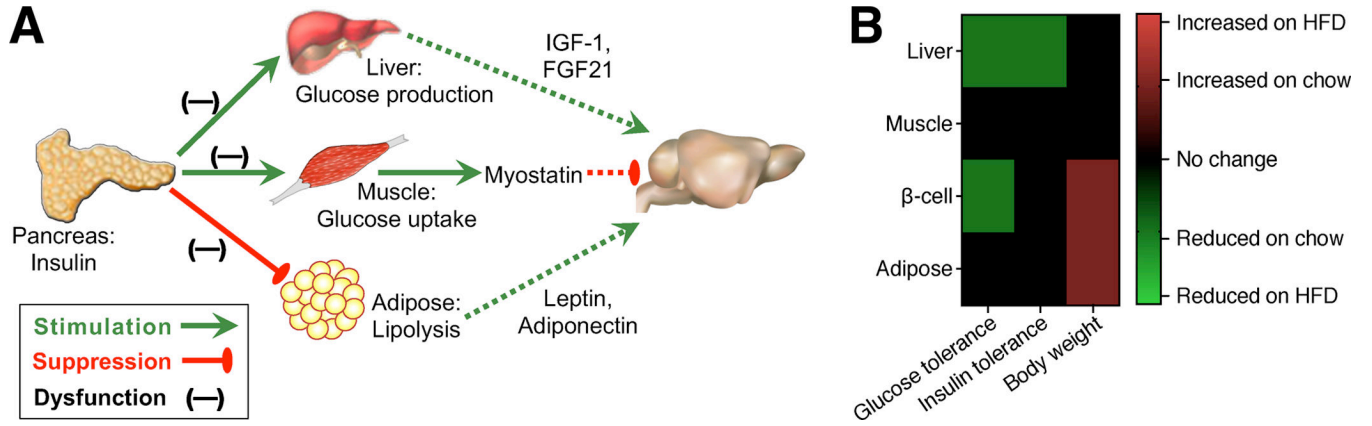 A
IGF-1,
FGF21
Liver:
Glucose production
(—)
(—)
Muscle:
Glucose uptake
Myostatin
Pancreas:
Insulin
(—)
Adipose:
Lipolysis
Leptin,
Adiponectin
Stimulation
Suppression
Dysfunction (—)
B
Liver
Muscle
β-cell
Adipose
Glucose tolerance
Insulin tolerance
Body weight
Increased on HFD
Increased on chow
No change
Reduced on chow
Reduced on HFD